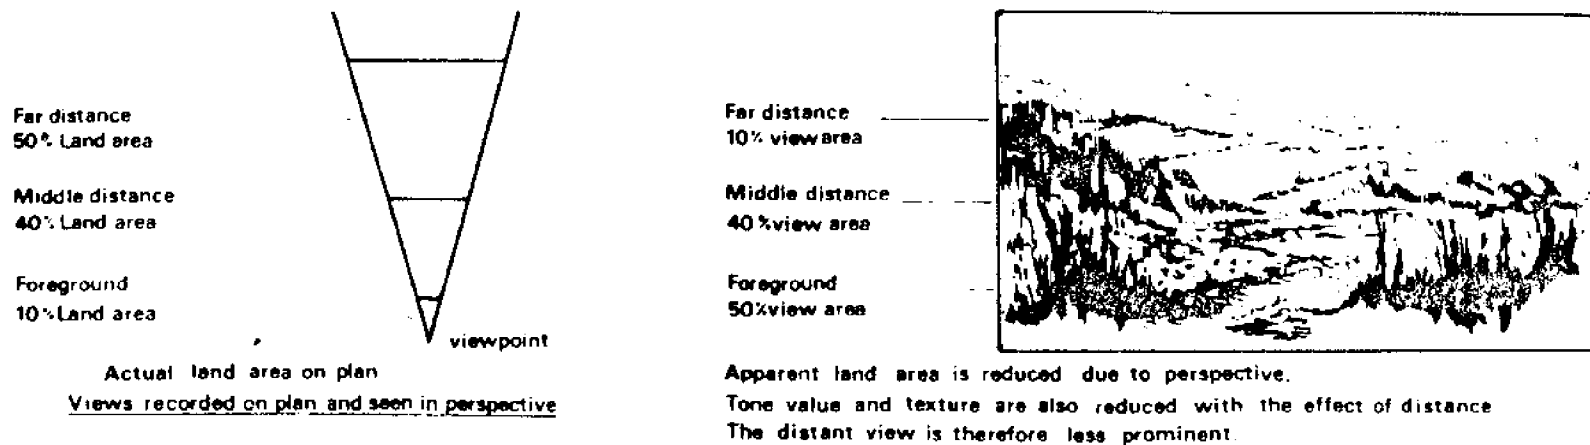 Far distance
50% Land area
Middle distance
40% Land area
Foreground
10% Land area
viewpoint
Actual land area on plan
Views recorded on plan and seen in perspective
Far distance
10% view area
Middle distance
40% view area
Foreground
50% view area
Apparent land area is reduced due to perspective.
Tone value and texture are also reduced with the effect of distance
The distant view is therefore less prominent.